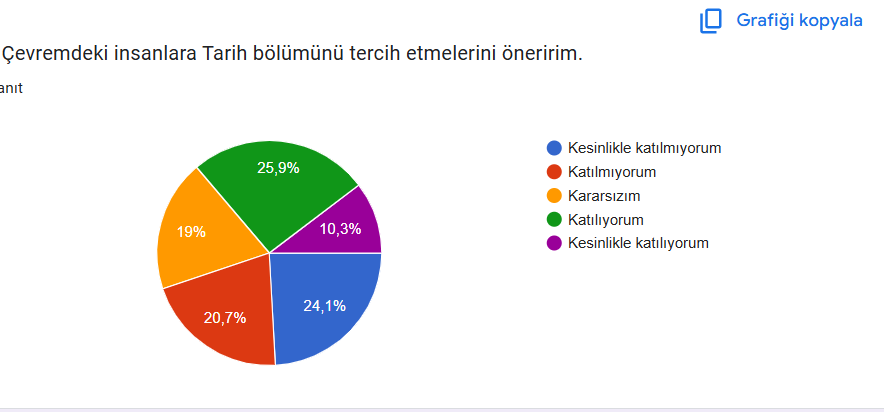 Grafiği kopyala
Çevremdeki insanlara Tarih bölümünü tercih etmelerini öneririm.
anıt
25,9%
10,3%
19%
20,7%
24,1%
Kesinlikle katılmıyorum
Katılmıyorum
Kararsızım
Katılıyorum
Kesinlikle katılıyorum